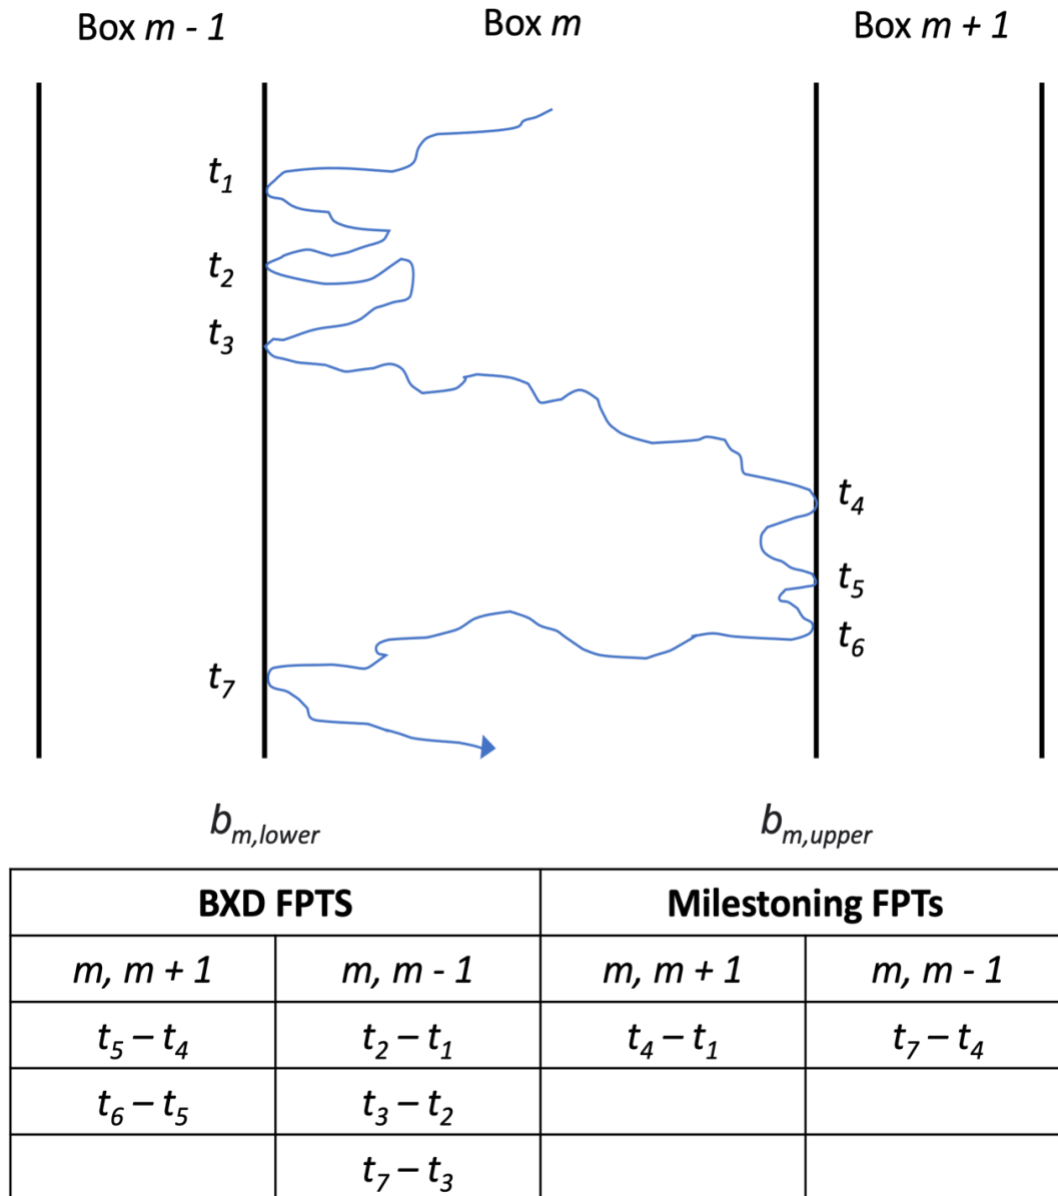 Box m - 1 Box m Box m + 1
t1
t2
t3
t4
t5
t6
t7
bm,lower bm,upper
BXD FPTS Milestoning FPTs
m, m + 1 m, m - 1 m, m + 1 m, m - 1
t5 – t4 t2 – t1 t4 – t1 t7 – t4
t6 – t5 t3 – t2
t7 – t3